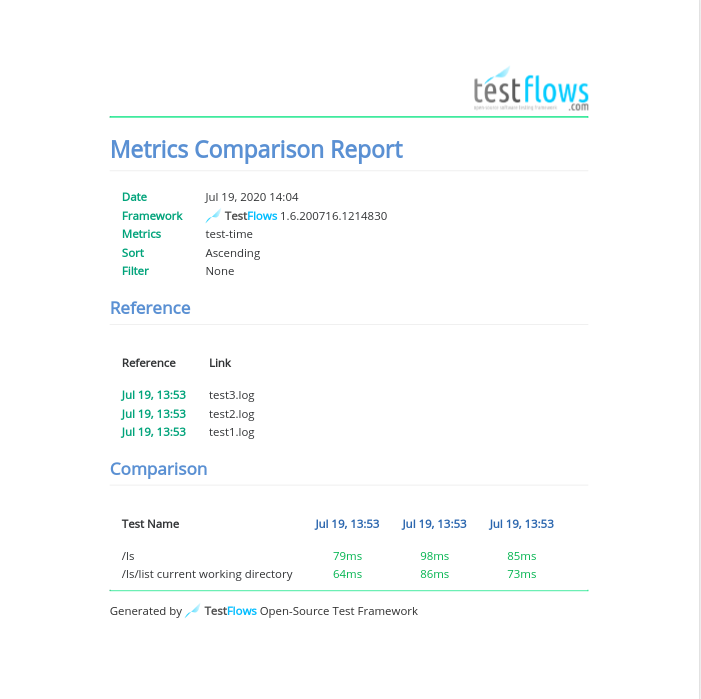 testflows
open-source software testing framework
.com
Metrics Comparison Report
Date Jul 19, 2020 14:04
Framework TestFlows 1.6.200716.1214830
Metrics test-time
Sort Ascending
Filter None
Reference
Reference Link
Jul 19, 13:53 test3.log
Jul 19, 13:53 test2.log
Jul 19, 13:53 test1.log
Comparison
Test Name Jul 19, 13:53 Jul 19, 13:53 Jul 19, 13:53
/ls 79ms 98ms 85ms
/ls/list current working directory 64ms 86ms 73ms
Generated by TestFlows Open-Source Test Framework